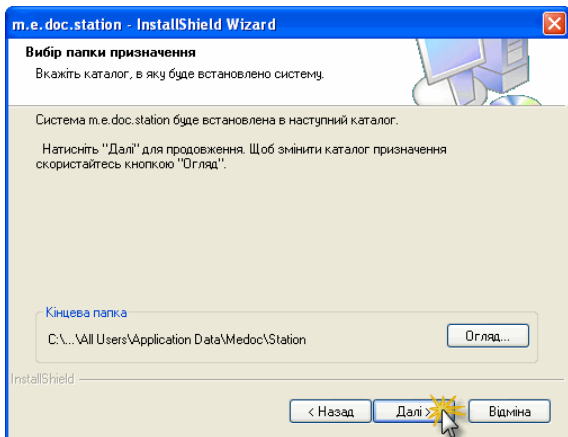 m.e.doc.station - InstallShield Wizard
Вибір папки призначення
Вкажіть каталог, в яку буде встановлено систему.
Система m.e.doc.station буде встановлена в наступний каталог.
Натисніть "Далі" для продовження. Щоб змінити каталог призначення
скористайтесь кнопкою "Огляд".
Кінцева папка
C:\...\All Users\Application Data\Medoc\Station
Огляд...
InstallShield
< Назад
Далі >
Відміна